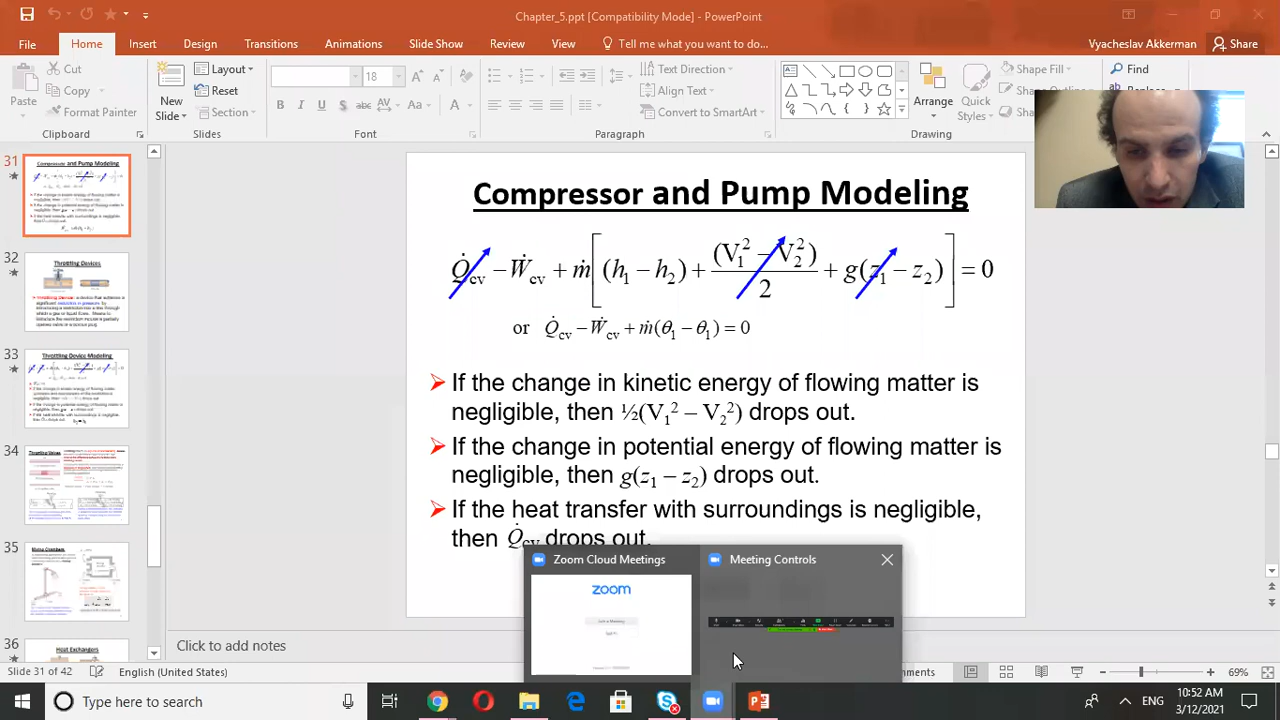 Chapter_5.ppt [Compatibility Mode] - PowerPoint
Vyacheslav Akkerman
Share
File Home Insert Design Transitions Animations Slide Show Review View Tell me what you want to do...
Paste
Cut
Copy
Format Painter
Clipboard
New Slide
Layout
Reset
Section
Slides
18
B I U S abc AV Aa A
Font
Text Direction
Align Text
Convert to SmartArt
Paragraph
Arrange
Quick Styles
Shape Fill
Drawing
Find
31
Compressor and Pump Modeling
32
Throttling Devices
33
Throttling Device Modeling
34
Throttling Valves
35
Mixing Chambers
36
Heat Exchangers
Compressor and Pump Modeling
Q̇cv − Ẇcv + ṁ[(h1 − h2) + (V1² − V2²)/2 + g(z1 − z2)] = 0
or Q̇cv − Ẇcv + ṁ(θ1 − θ1) = 0
➢ If the change in kinetic energy of flowing matter is
negligible, then ½(V1² − V2²) drops out.
➢ If the change in potential energy of flowing matter is
negligible, then g(z1 − z2) drops out.
➢ If the heat transfer with surroundings is negligible,
then Q̇cv drops out.
Zoom Cloud Meetings
Meeting Controls
zoom
Click to add notes
Slide 31 of 42 English (United States)
69%
Type here to search
ENG
10:52 AM
3/12/2021